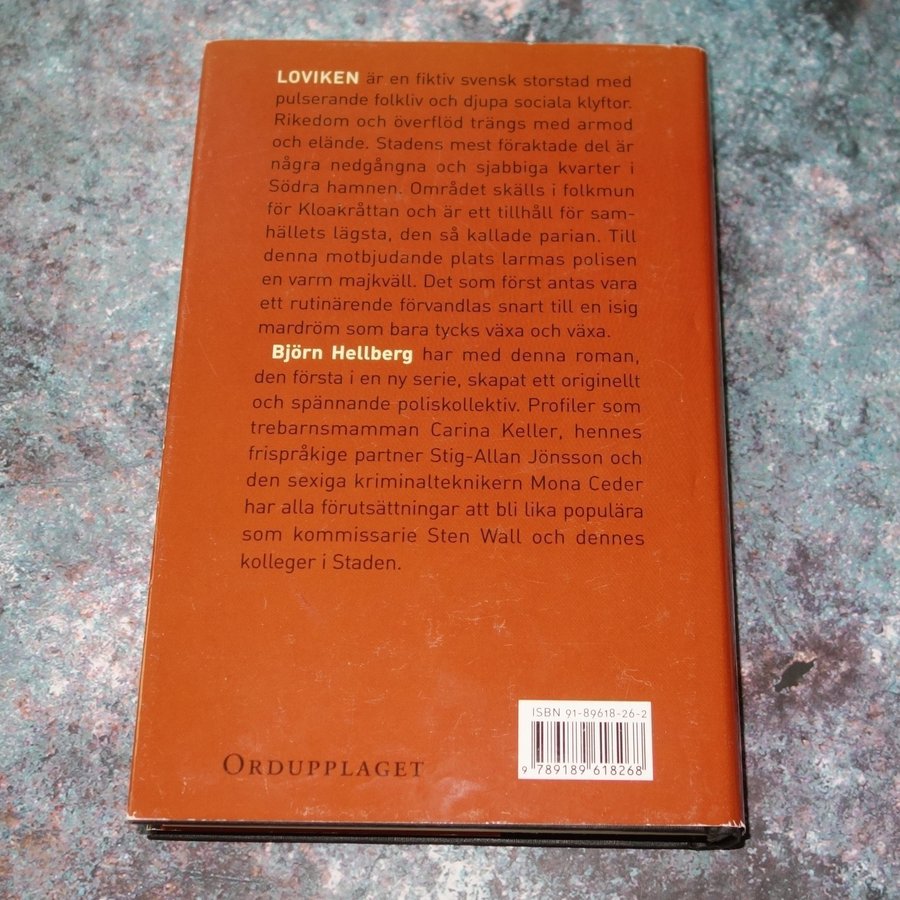 LOVIKEN är en fiktiv svensk storstad med
pulserande folkliv och djupa sociala klyftor.
Rikedom och överflöd trängs med armod
och elände. Stadens mest föraktade del är
några nedgångna och sjabbiga kvarter i
Södra hamnen. Området skälls i folkmun
för Kloakråttan och är ett tillhåll för sam-
hällets lägsta, den så kallade parian. Till
denna motbjudande plats larmas polisen
en varm majkväll. Det som först antas vara
ett rutinärende förvandlas snart till en isig
mardröm som bara tycks växa och växa.
Björn Hellberg har med denna roman,
den första i en ny serie, skapat ett originellt
och spännande poliskollektiv. Profiler som
trebarnsmamman Carina Keller, hennes
frispråkige partner Stig-Allan Jönsson och
den sexiga kriminalteknikern Mona Ceder
har alla förutsättningar att bli lika populära
som kommissarie Sten Wall och dennes
kolleger i Staden.
ISBN 91-89618-26-2
9 789189 618268
ORDUPPLAGET